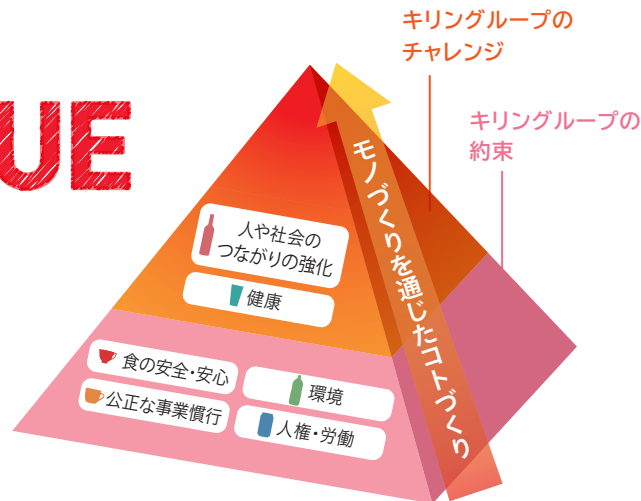 キリングループの
チャレンジ
キリングループの
約束
UE
モノづくりを通じたコトづくり
人や社会の
つながりの強化
健康
食の安全・安心
環境
公正な事業慣行
人権・労働